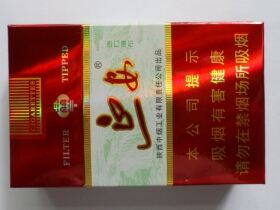 FILTER TIPPED
CIGARETTES
延安®
陕西中烟工业有限责任公司出品
本公司提示
吸烟有害健康
请勿在禁烟场所吸烟